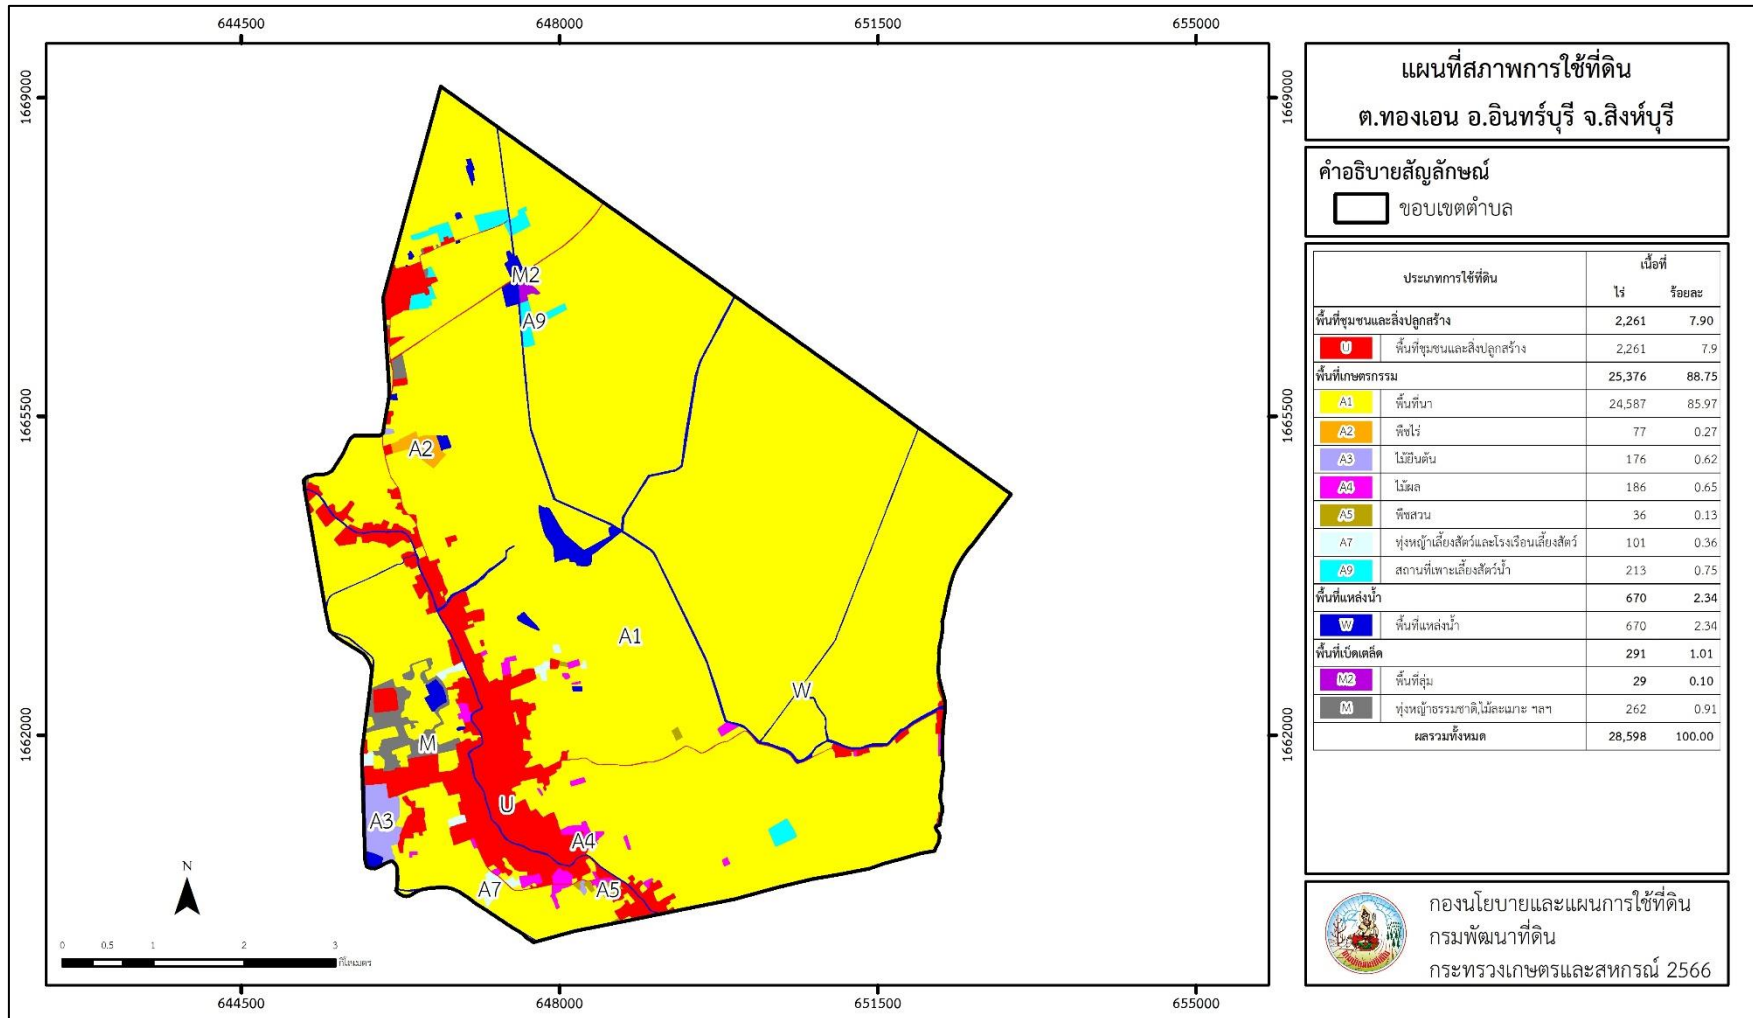 644500 648000 651500 655000
1669000 1669000
1665500 1665500
1662000 1662000
M2
A9
A2
A1
W
M
U
A3
A4
A7
A5
N
0 0.5 1 2 3
กิโลเมตร
644500 648000 651500 655000
แผนที่สภาพการใช้ที่ดิน
ต.ทองเอน อ.อินทร์บุรี จ.สิงห์บุรี
คำอธิบายสัญลักษณ์
ขอบเขตตำบล
ประเภทการใช้ที่ดิน เนื้อที่
ไร่ ร้อยละ
พื้นที่ชุมชนและสิ่งปลูกสร้าง 2,261 7.90
U พื้นที่ชุมชนและสิ่งปลูกสร้าง 2,261 7.9
พื้นที่เกษตรกรรม 25,376 88.75
A1 พื้นที่นา 24,587 85.97
A2 พืชไร่ 77 0.27
A3 ไม้ยืนต้น 176 0.62
A4 ไม้ผล 186 0.65
A5 พืชสวน 36 0.13
A7 ทุ่งหญ้าเลี้ยงสัตว์และโรงเรือนเลี้ยงสัตว์ 101 0.36
A9 สถานที่เพาะเลี้ยงสัตว์น้ำ 213 0.75
พื้นที่แหล่งน้ำ 670 2.34
W พื้นที่แหล่งน้ำ 670 2.34
พื้นที่เบ็ดเตล็ด 291 1.01
M2 พื้นที่ลุ่ม 29 0.10
M ทุ่งหญ้าธรรมชาติ,ไม้ละเมาะ ฯลฯ 262 0.91
ผลรวมทั้งหมด 28,598 100.00
กองนโยบายและแผนการใช้ที่ดิน
กรมพัฒนาที่ดิน
กระทรวงเกษตรและสหกรณ์ 2566